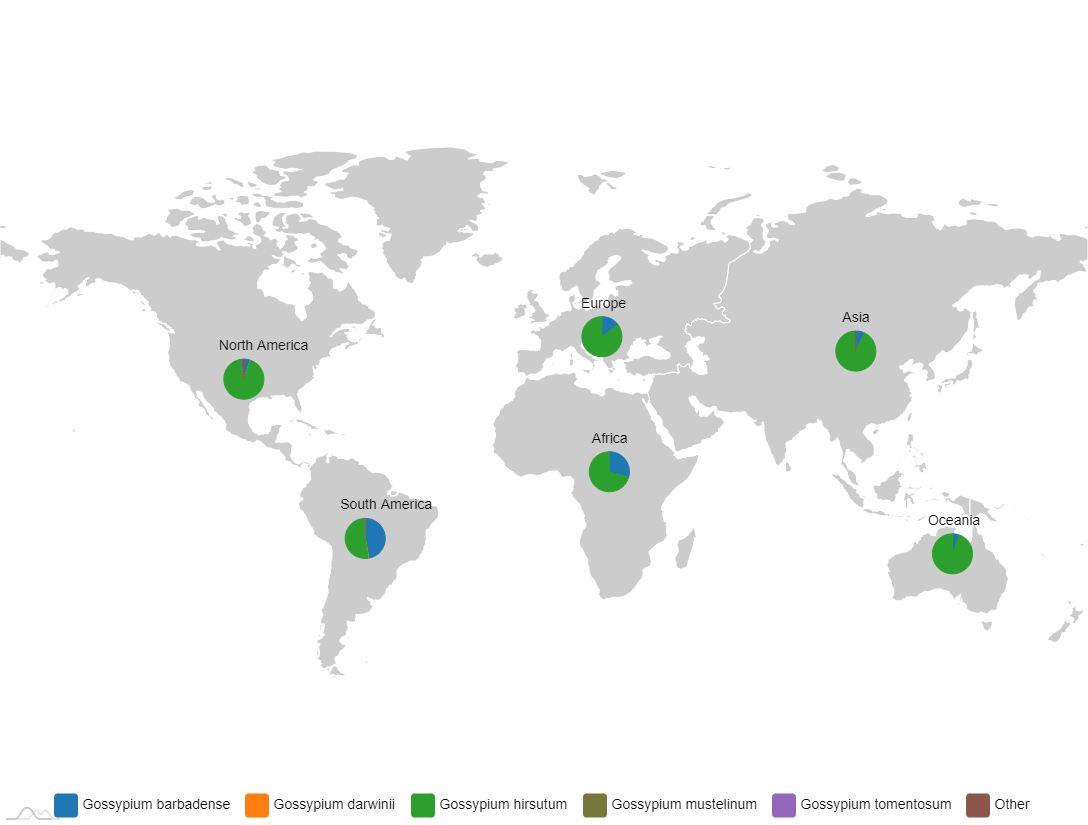 Europe
Asia
North America
Africa
South America
Oceania
Gossypium barbadense Gossypium darwinii Gossypium hirsutum Gossypium mustelinum Gossypium tomentosum Other